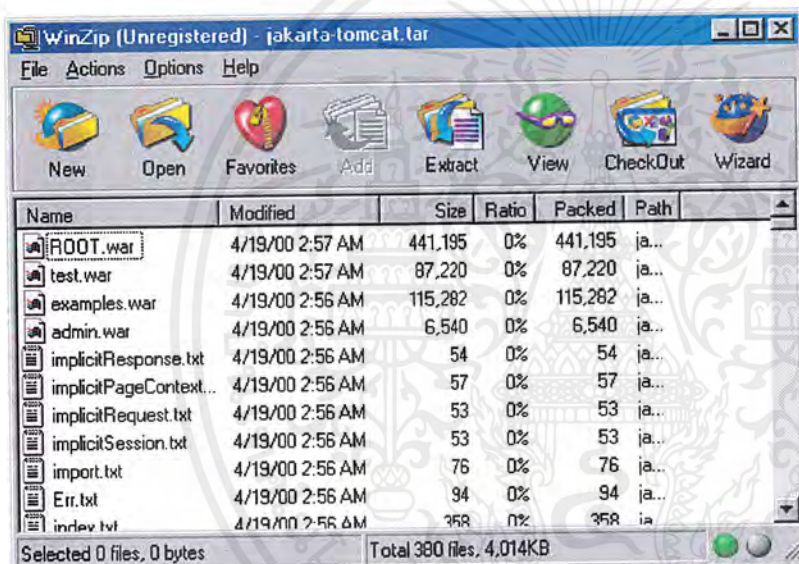 WinZip (Unregistered) - jakarta-tomcat.tar
File Actions Options Help
New Open Favorites Add Extract View CheckOut Wizard
Name Modified Size Ratio Packed Path
ROOT.war 4/19/00 2:57 AM 441,195 0% 441,195 ja...
test.war 4/19/00 2:57 AM 87,220 0% 87,220 ja...
examples.war 4/19/00 2:56 AM 115,282 0% 115,282 ja...
admin.war 4/19/00 2:56 AM 6,540 0% 6,540 ja...
implicitResponse.txt 4/19/00 2:56 AM 54 0% 54 ja...
implicitPageContext... 4/19/00 2:56 AM 57 0% 57 ja...
implicitRequest.txt 4/19/00 2:56 AM 53 0% 53 ja...
implicitSession.txt 4/19/00 2:56 AM 53 0% 53 ja...
import.txt 4/19/00 2:56 AM 76 0% 76 ja...
Err.txt 4/19/00 2:56 AM 94 0% 94 ja...
index.txt 4/19/00 2:56 AM 358 0% 358 ja
Selected 0 files, 0 bytes Total 380 files, 4,014KB